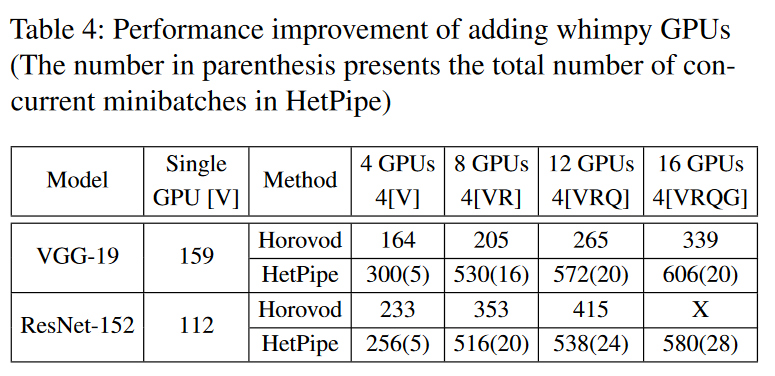 Table 4: Performance improvement of adding whimpy GPUs
(The number in parenthesis presents the total number of con-
current minibatches in HetPipe)
Model Single GPU [V] Method 4 GPUs 4[V] 8 GPUs 4[VR] 12 GPUs 4[VRQ] 16 GPUs 4[VRQG]
VGG-19 159 Horovod 164 205 265 339
HetPipe 300(5) 530(16) 572(20) 606(20)
ResNet-152 112 Horovod 233 353 415 X
HetPipe 256(5) 516(20) 538(24) 580(28)